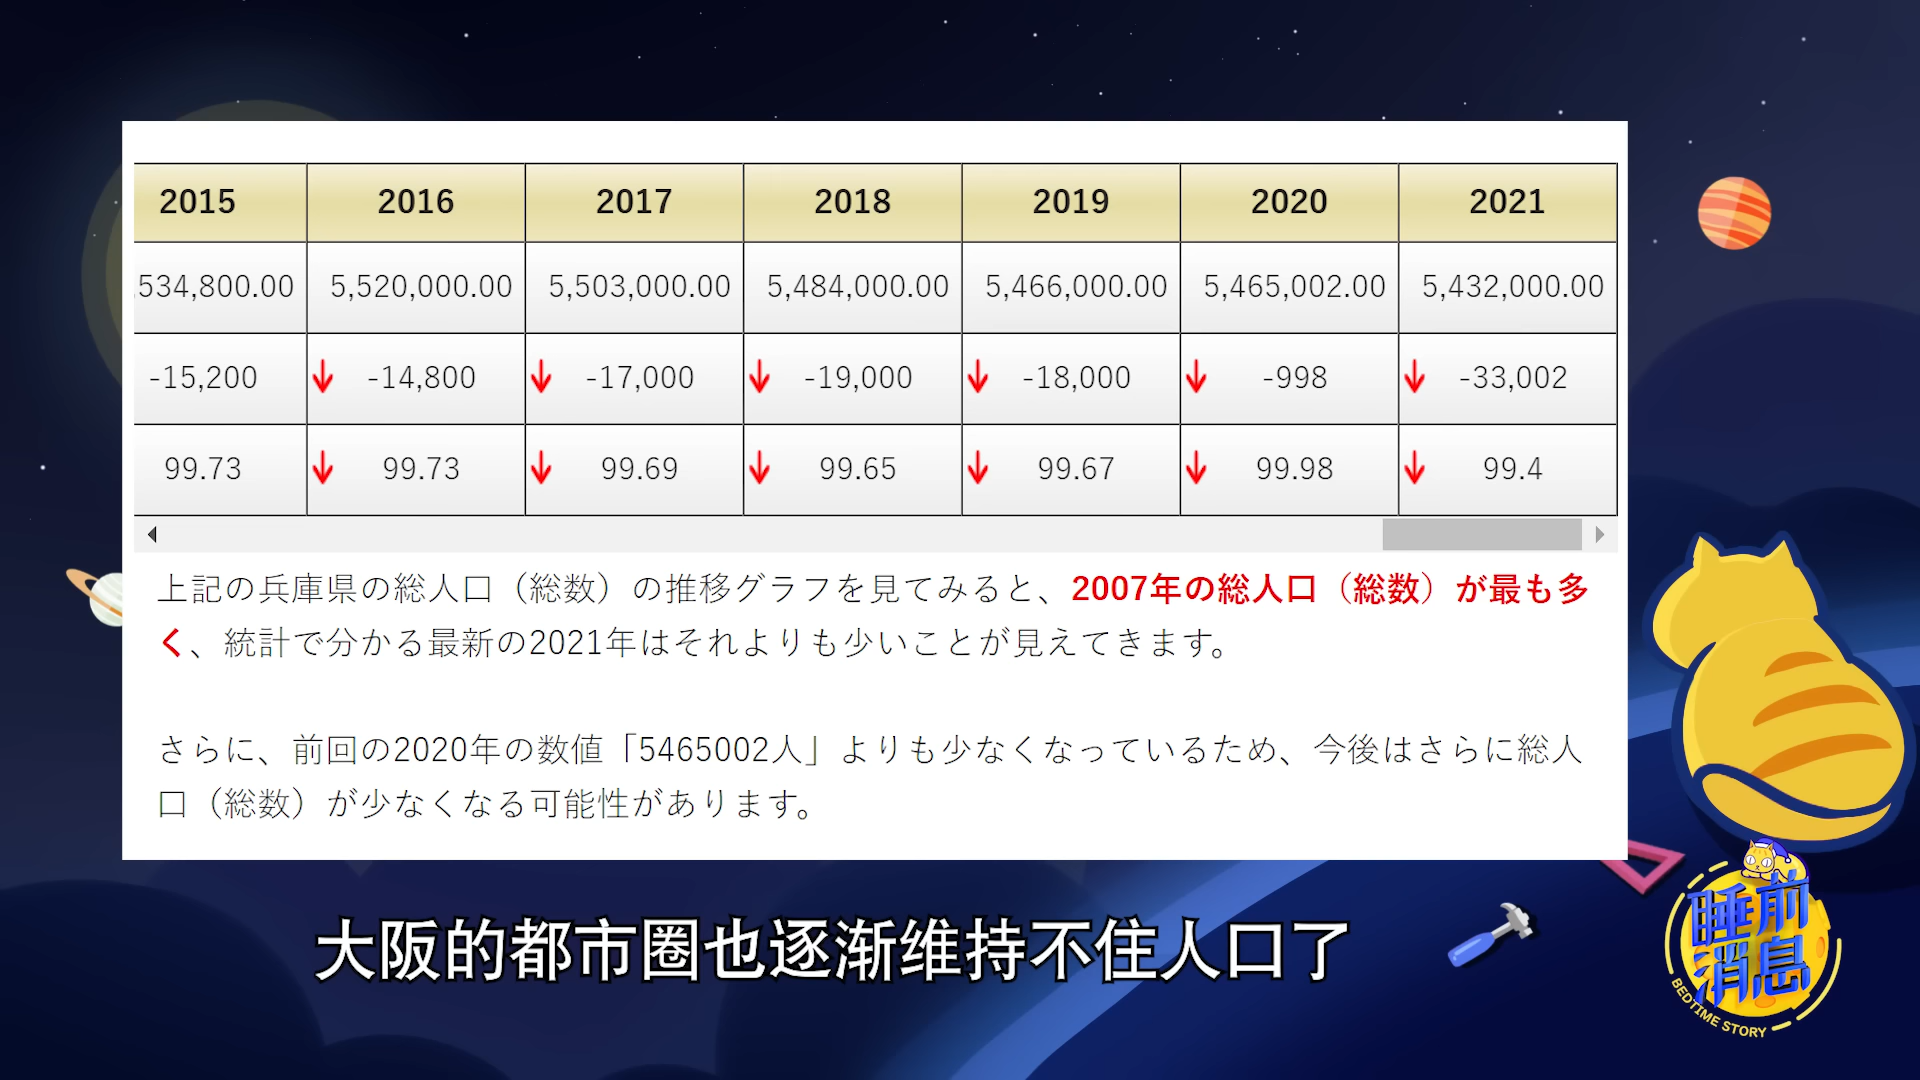 2015 2016 2017 2018 2019 2020 2021
,534,800.00 5,520,000.00 5,503,000.00 5,484,000.00 5,466,000.00 5,465,002.00 5,432,000.00
-15,200 ↓ -14,800 ↓ -17,000 ↓ -19,000 ↓ -18,000 ↓ -998 ↓ -33,002
99.73 ↓ 99.73 ↓ 99.69 ↓ 99.65 ↓ 99.67 ↓ 99.98 ↓ 99.4
上記の兵庫県の総人口（総数）の推移グラフを見てみると、2007年の総人口（総数）が最も多
く、統計で分かる最新の2021年はそれよりも少いことが見えてきます。
さらに、前回の2020年の数値「5465002人」よりも少なくなっているため、今後はさらに総人
口（総数）が少なくなる可能性があります。
大阪的都市圈也逐渐维持不住人口了
睡前
消息
BEDTIME STORY